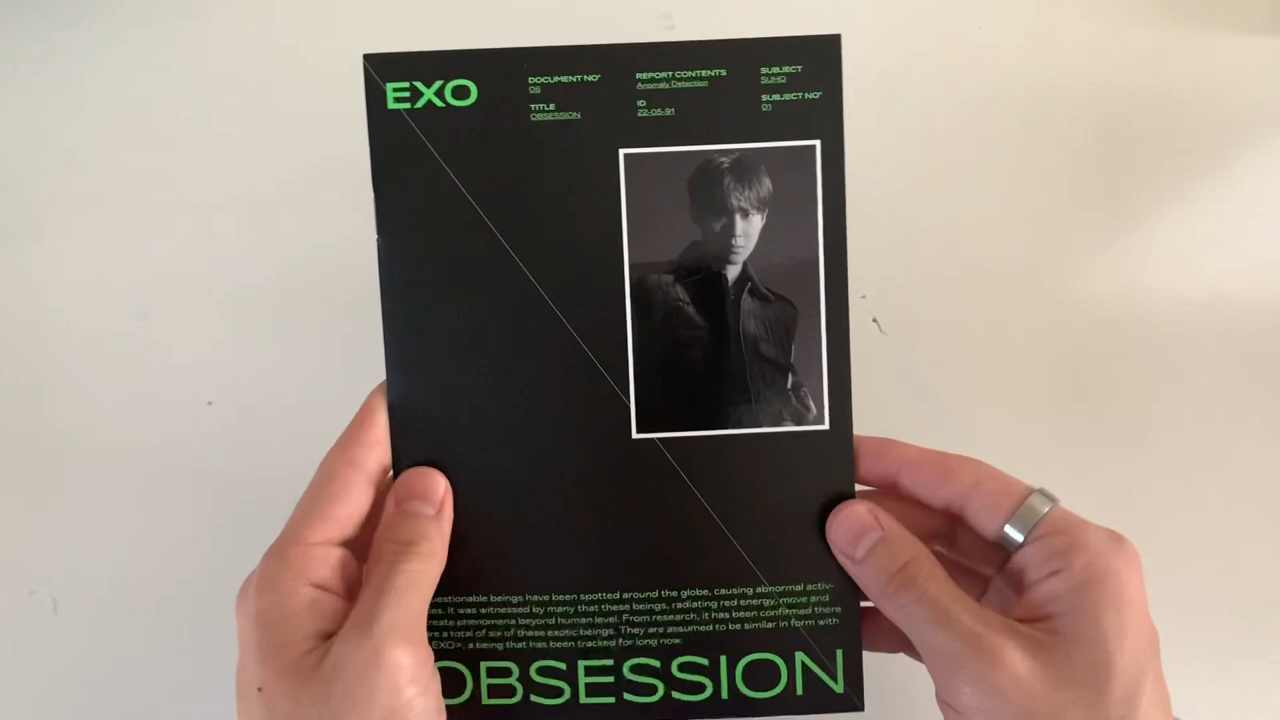 EXO
DOCUMENT NO°
06
TITLE
OBSESSION
REPORT CONTENTS
Anomaly Detection
ID
22-05-91
SUBJECT
SUHO
SUBJECT NO°
01
uestionable beings have been spotted around the globe, causing abnormal activ-
ies. It was witnessed by many that these beings, radiating red energy, move and
reate phenomena beyond human level. From research, it has been confirmed there
re a total of six of these exotic beings. They are assumed to be similar in form with
EXO>, a being that has been tracked for long now.
OBSESSION